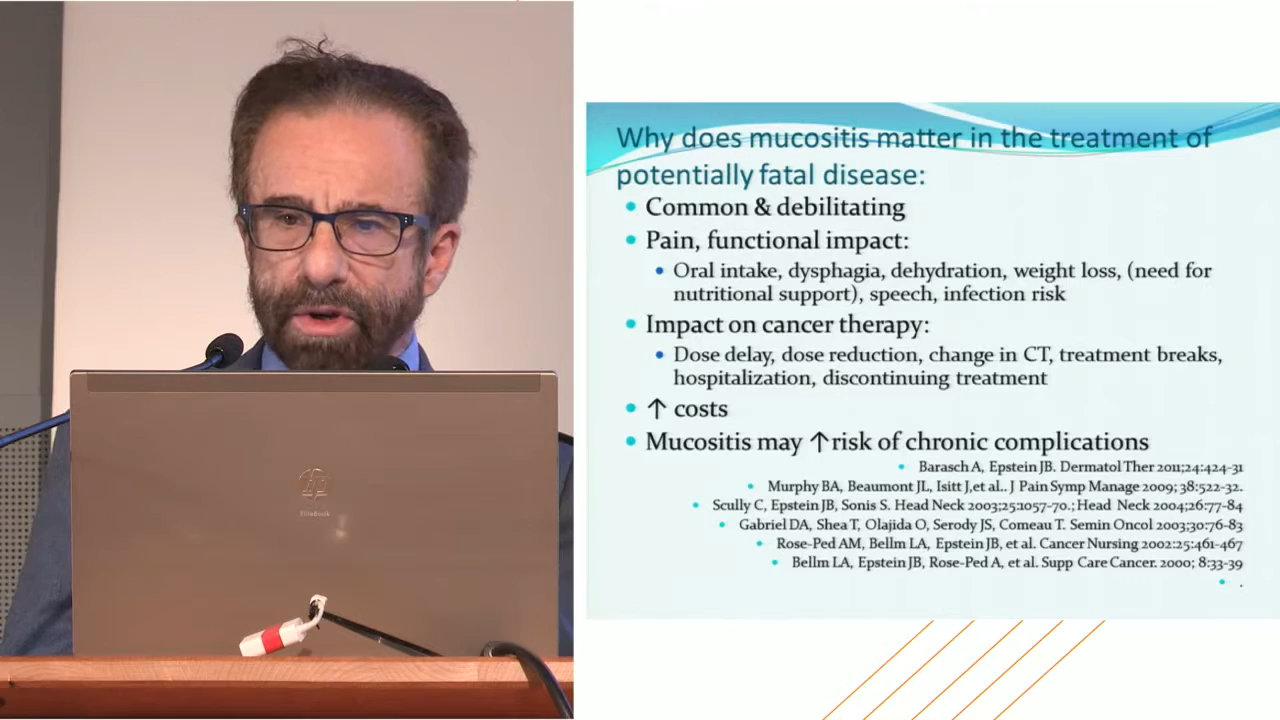 Why does mucositis matter in the treatment of
potentially fatal disease:
• Common & debilitating
• Pain, functional impact:
• Oral intake, dysphagia, dehydration, weight loss, (need for
nutritional support), speech, infection risk
• Impact on cancer therapy:
• Dose delay, dose reduction, change in CT, treatment breaks,
hospitalization, discontinuing treatment
• ↑ costs
• Mucositis may ↑risk of chronic complications
• Barasch A, Epstein JB. Dermatol Ther 2011;24:424-31
• Murphy BA, Beaumont JL, Isitt J,et al.. J Pain Symp Manage 2009; 38:522-32.
• Scully C, Epstein JB, Sonis S. Head Neck 2003;25:1057-70.; Head Neck 2004;26:77-84
• Gabriel DA, Shea T, Olajida O, Serody JS, Comeau T. Semin Oncol 2003;30:76-83
• Rose-Ped AM, Bellm LA, Epstein JB, et al. Cancer Nursing 2002:25:461-467
• Bellm LA, Epstein JB, Rose-Ped A, et al. Supp Care Cancer. 2000; 8:33-39
• .
EliteBook